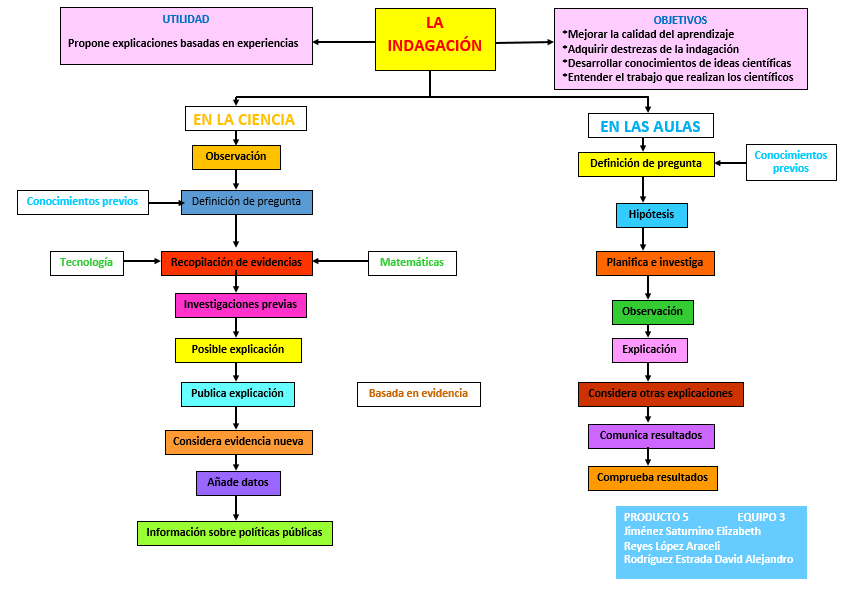 UTILIDAD
Propone explicaciones basadas en experiencias
LA
INDAGACIÓN
OBJETIVOS
*Mejorar la calidad del aprendizaje
*Adquirir destrezas de la indagación
*Desarrollar conocimientos de ideas científicas
*Entender el trabajo que realizan los científicos
EN LA CIENCIA
Observación
Conocimientos previos
Definición de pregunta
Tecnología
Recopilación de evidencias
Matemáticas
Investigaciones previas
Posible explicación
Publica explicación
Basada en evidencia
Considera evidencia nueva
Añade datos
Información sobre políticas públicas
EN LAS AULAS
Definición de pregunta
Conocimientos
previos
Hipótesis
Planifica e investiga
Observación
Explicación
Considera otras explicaciones
Comunica resultados
Comprueba resultados
PRODUCTO 5 EQUIPO 3
Jiménez Saturnino Elizabeth
Reyes López Araceli
Rodríguez Estrada David Alejandro